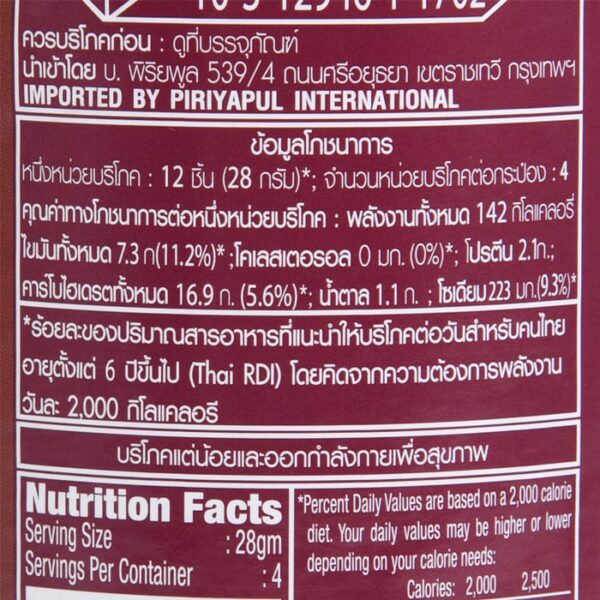 ควรบริโภคก่อน : ดูที่บรรจุภัณฑ์
นำเข้าโดย บ. พิริยพูล 539/4 ถนนศรีอยุธยา เขตราชเทวี กรุงเทพฯ
IMPORTED BY PIRIYAPUL INTERNATIONAL
ข้อมูลโภชนาการ
หนึ่งหน่วยบริโภค : 12 ชิ้น (28 กรัม)*; จำนวนหน่วยบริโภคต่อกระป๋อง : 4
คุณค่าทางโภชนาการต่อหนึ่งหน่วยบริโภค : พลังงานทั้งหมด 142 กิโลแคลอรี
ไขมันทั้งหมด 7.3 ก(11.2%)* ;โคเลสเตอรอล 0 มก. (0%)*; โปรตีน 2.1ก.;
คาร์โบไฮเดรตทั้งหมด 16.9 ก. (5.6%)*; น้ำตาล 1.1 ก. ; โซเดียม 223 มก.(9.3%)*
*ร้อยละของปริมาณสารอาหารที่แนะนำให้บริโภคต่อวันสำหรับคนไทย
อายุตั้งแต่ 6 ปีขึ้นไป (Thai RDI) โดยคิดจากความต้องการพลังงาน
วันละ 2,000 กิโลแคลอรี
บริโภคแต่น้อยและออกกำลังกายเพื่อสุขภาพ
Nutrition Facts
Serving Size : 28gm
Servings Per Container : 4
*Percent Daily Values are based on a 2,000 calorie
diet. Your daily values may be higher or lower
depending on your calorie needs:
Calories: 2,000 2,500